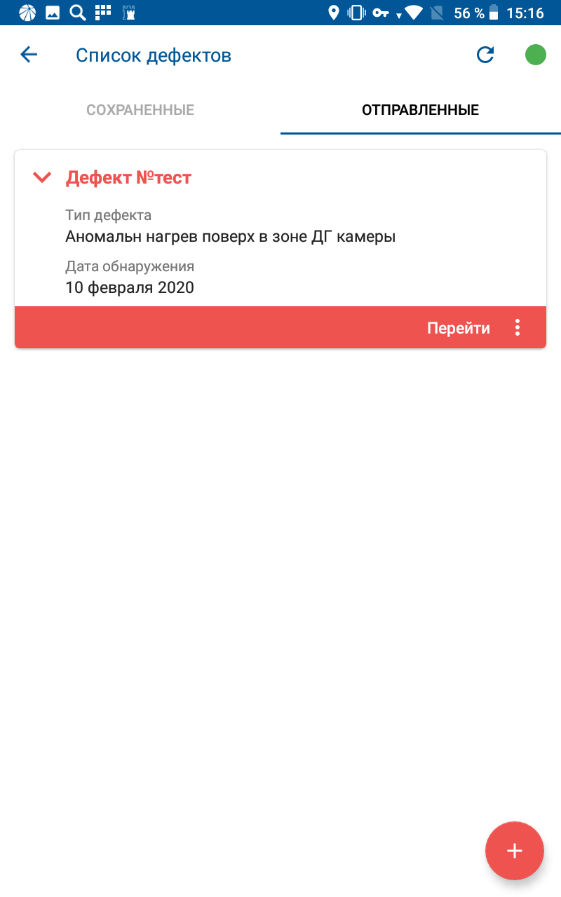 56 % 15:16
Список дефектов
СОХРАНЕННЫЕ ОТПРАВЛЕННЫЕ
Дефект №тест
Тип дефекта
Аномальн нагрев поверх в зоне ДГ камеры
Дата обнаружения
10 февраля 2020
Перейти